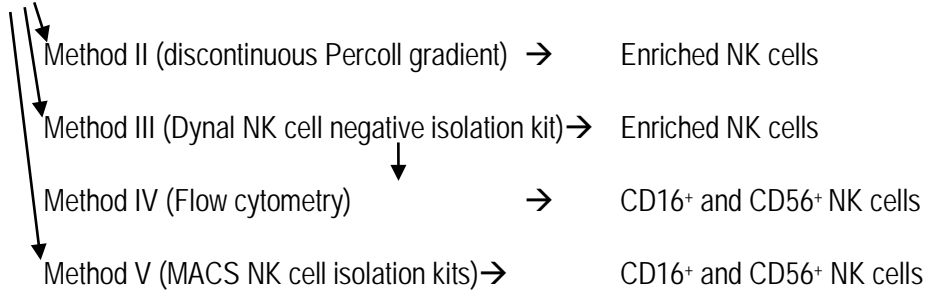 Method II (discontinuous Percoll gradient) → Enriched NK cells
Method III (Dynal NK cell negative isolation kit)→ Enriched NK cells
Method IV (Flow cytometry) → CD16⁺ and CD56⁺ NK cells
Method V (MACS NK cell isolation kits)→ CD16⁺ and CD56⁺ NK cells